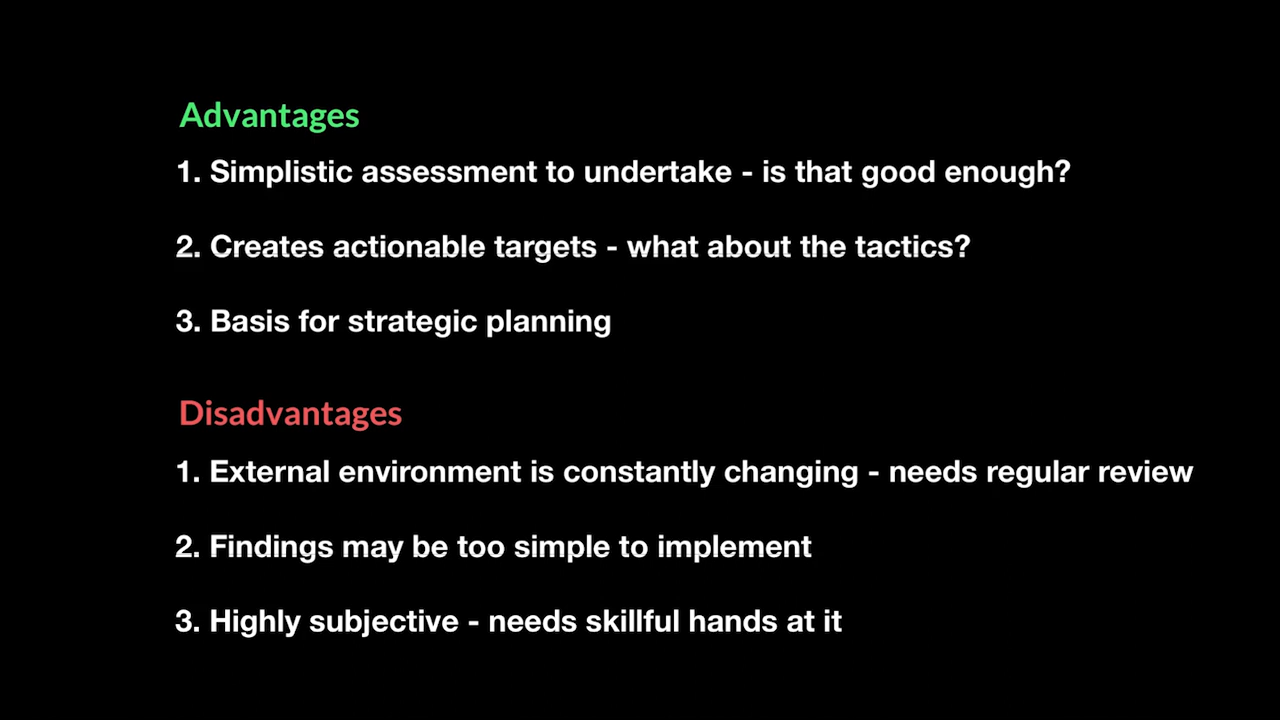 Advantages
1. Simplistic assessment to undertake - is that good enough?
2. Creates actionable targets - what about the tactics?
3. Basis for strategic planning
Disadvantages
1. External environment is constantly changing - needs regular review
2. Findings may be too simple to implement
3. Highly subjective - needs skillful hands at it